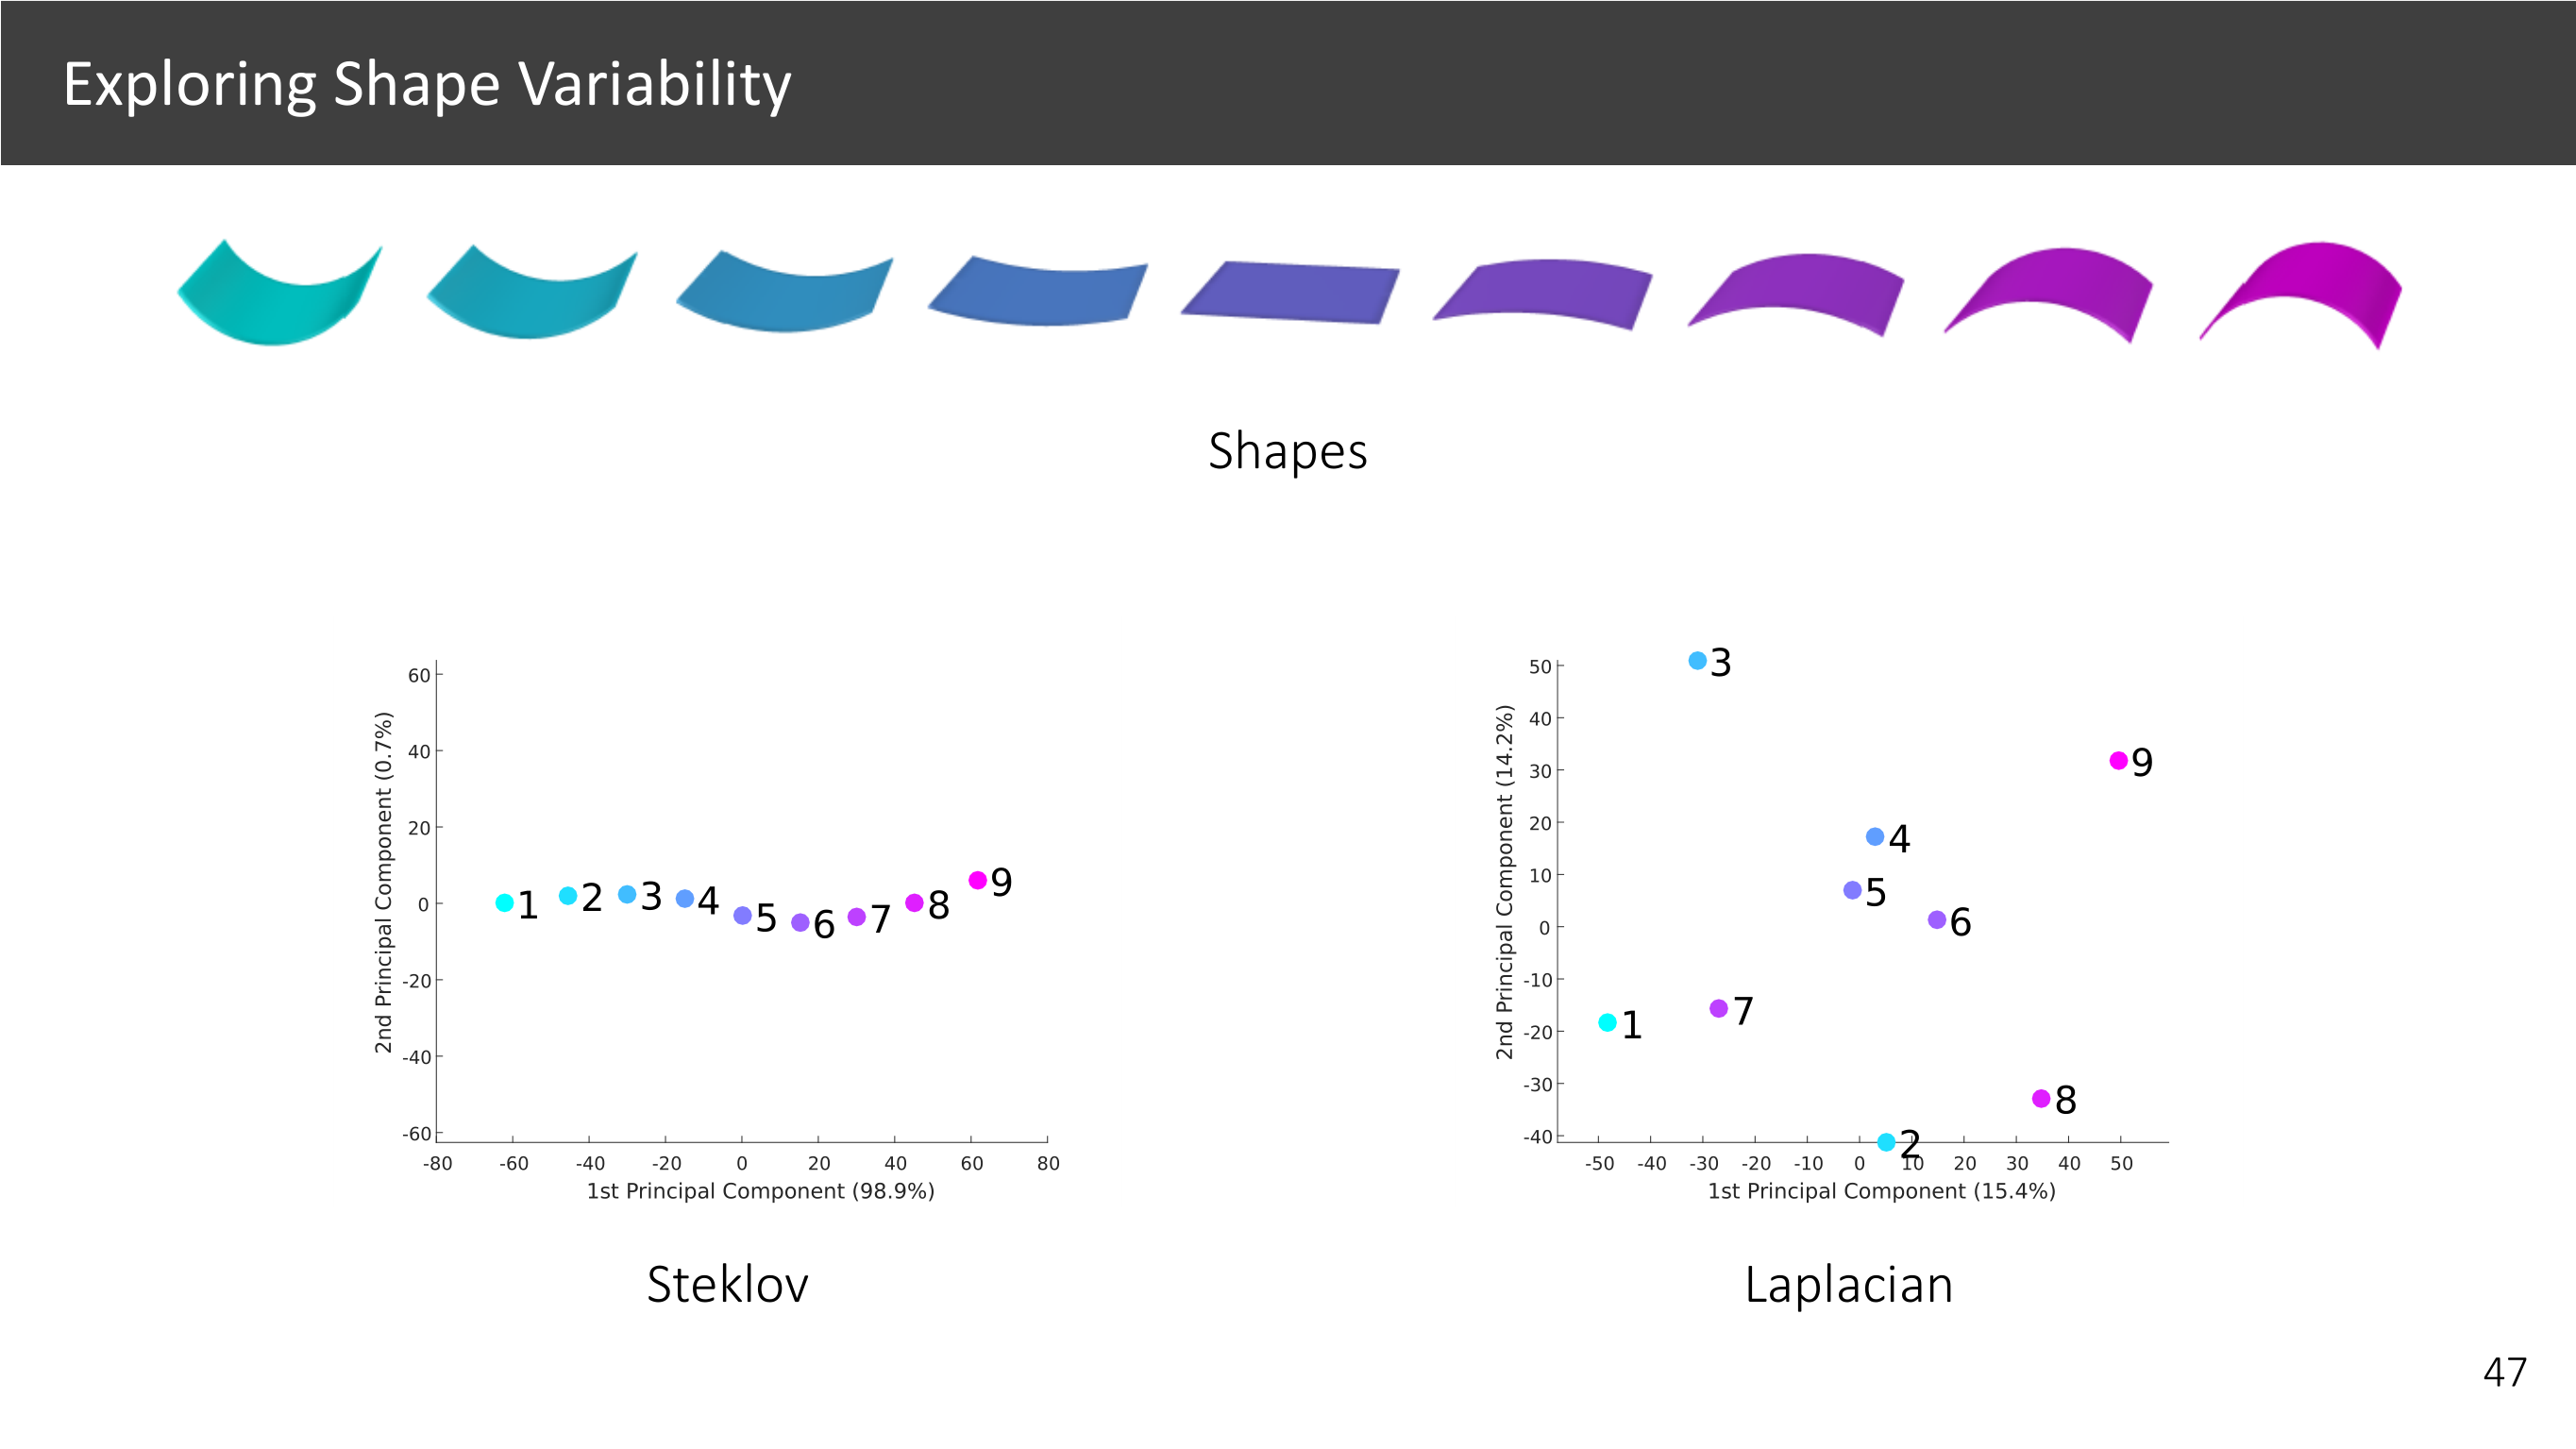 Exploring Shape Variability
Shapes
60
40
20
0
-20
-40
-60
2nd Principal Component (0.7%)
1 2 3 4 5 6 7 8 9
-80 -60 -40 -20 0 20 40 60 80
1st Principal Component (98.9%)
Steklov
50
40
30
20
10
0
-10
-20
-30
-40
2nd Principal Component (14.2%)
3
9
4
5
6
7
1
8
2
-50 -40 -30 -20 -10 0 10 20 30 40 50
1st Principal Component (15.4%)
Laplacian
47